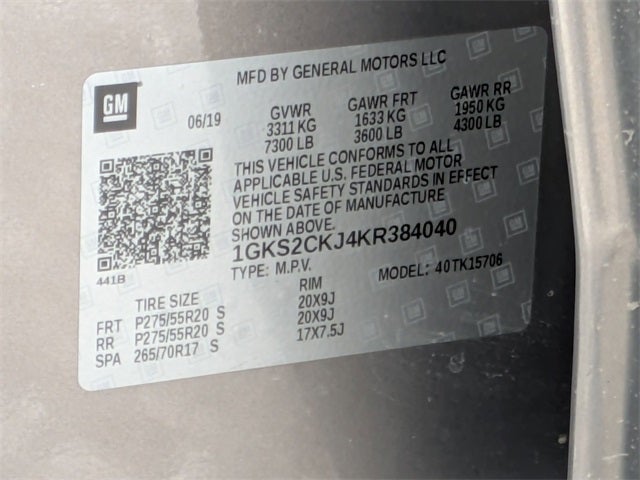 MFD BY GENERAL MOTORS LLC
GM
06/19
GVWR GAWR FRT GAWR RR
3311 KG 1633 KG 1950 KG
7300 LB 3600 LB 4300 LB
THIS VEHICLE CONFORMS TO ALL
APPLICABLE U.S. FEDERAL MOTOR
VEHICLE SAFETY STANDARDS IN EFFECT
ON THE DATE OF MANUFACTURE
SHOWN ABOVE.
1GKS2CKJ4KR384040
441B
TYPE: M.P.V. MODEL: 40TK15706
TIRE SIZE RIM
FRT P275/55R20 S 20X9J
RR P275/55R20 S 20X9J
SPA 265/70R17 S 17X7.5J